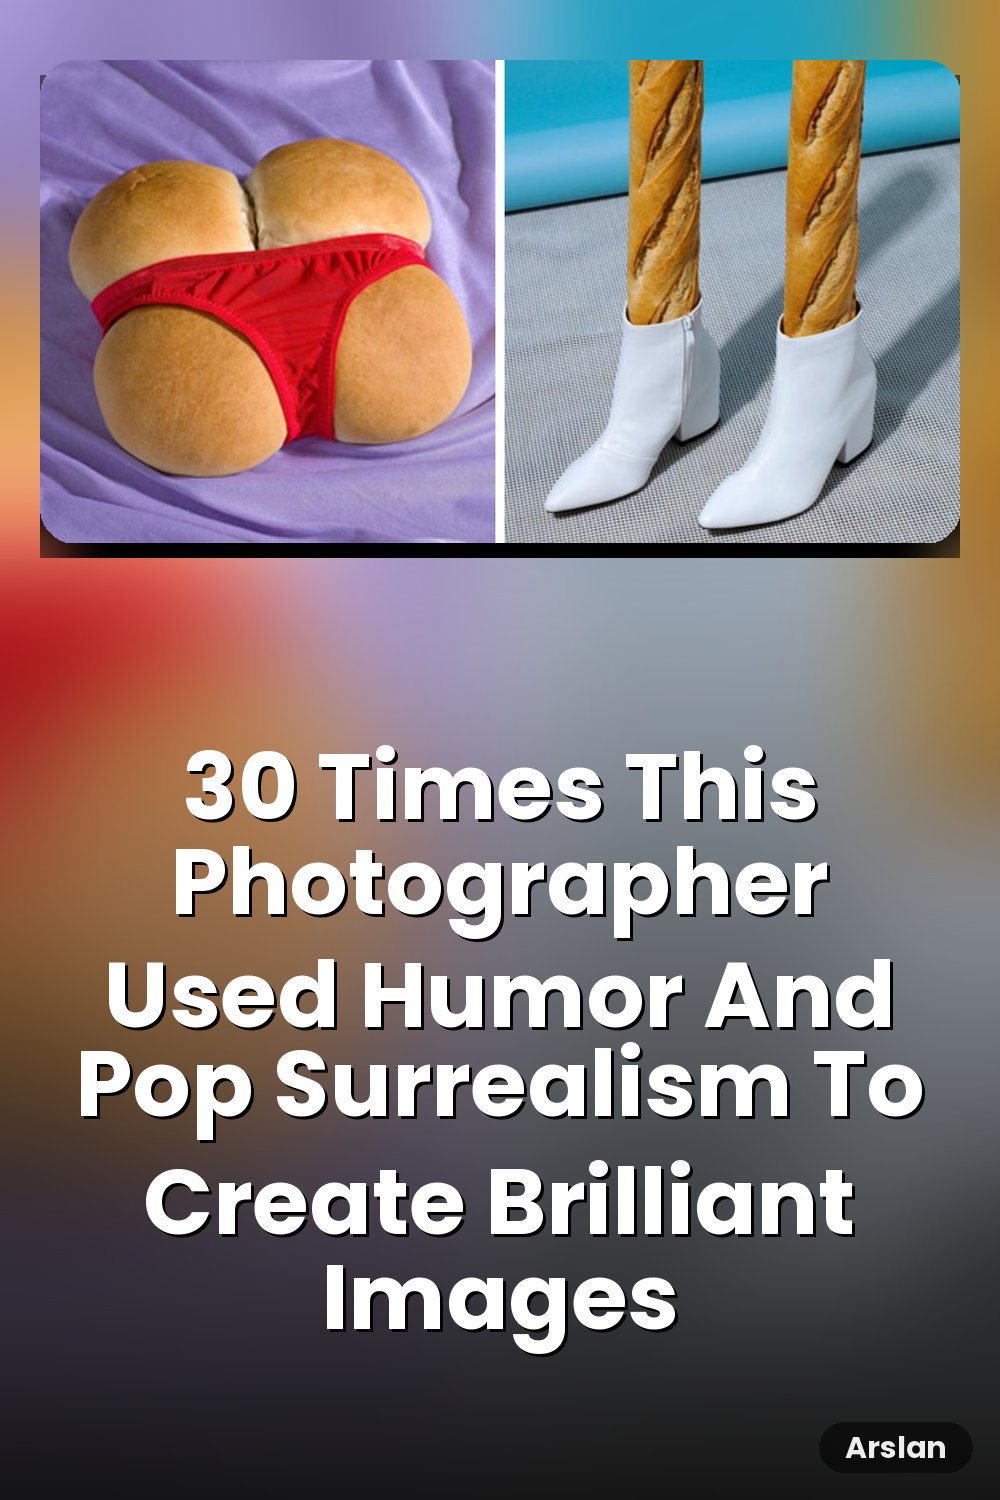 30 Times This
Photographer
Used Humor And
Pop Surrealism To
Create Brilliant
Images
Arslan